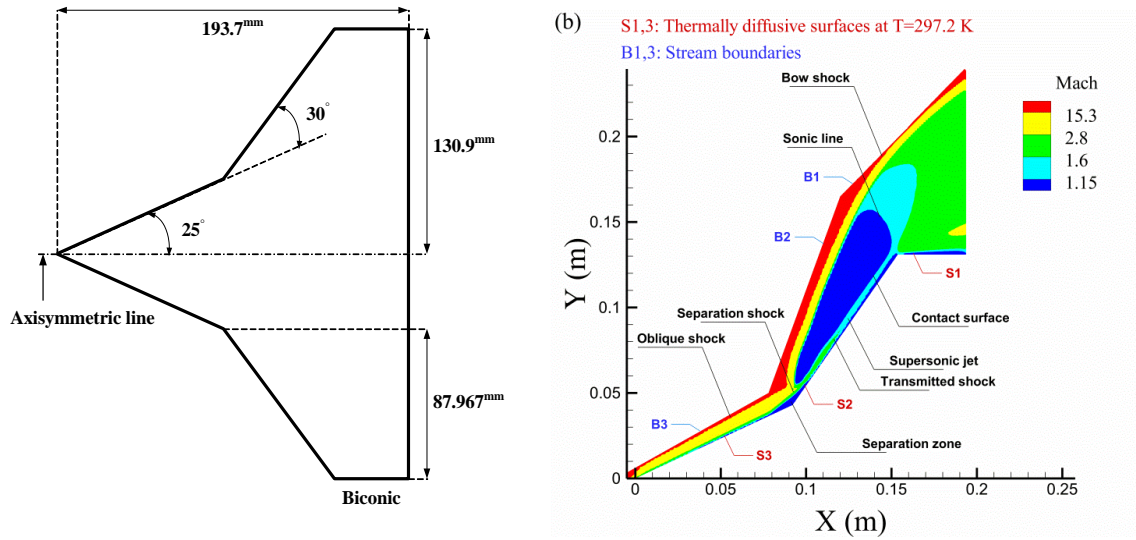 193.7mm
30°
130.9mm
25°
Axisymmetric line
87.967mm
Biconic
(b)
S1,3: Thermally diffusive surfaces at T=297.2 K
B1,3: Stream boundaries
Mach
15.3
2.8
1.6
1.15
Bow shock
Sonic line
B1
B2
S1
Separation shock
Contact surface
Oblique shock
Supersonic jet
Transmitted shock
S2
B3
Separation zone
S3
Y (m)
0.2
0.15
0.1
0.05
0
0
0.05
0.1
0.15
0.2
0.25
X (m)